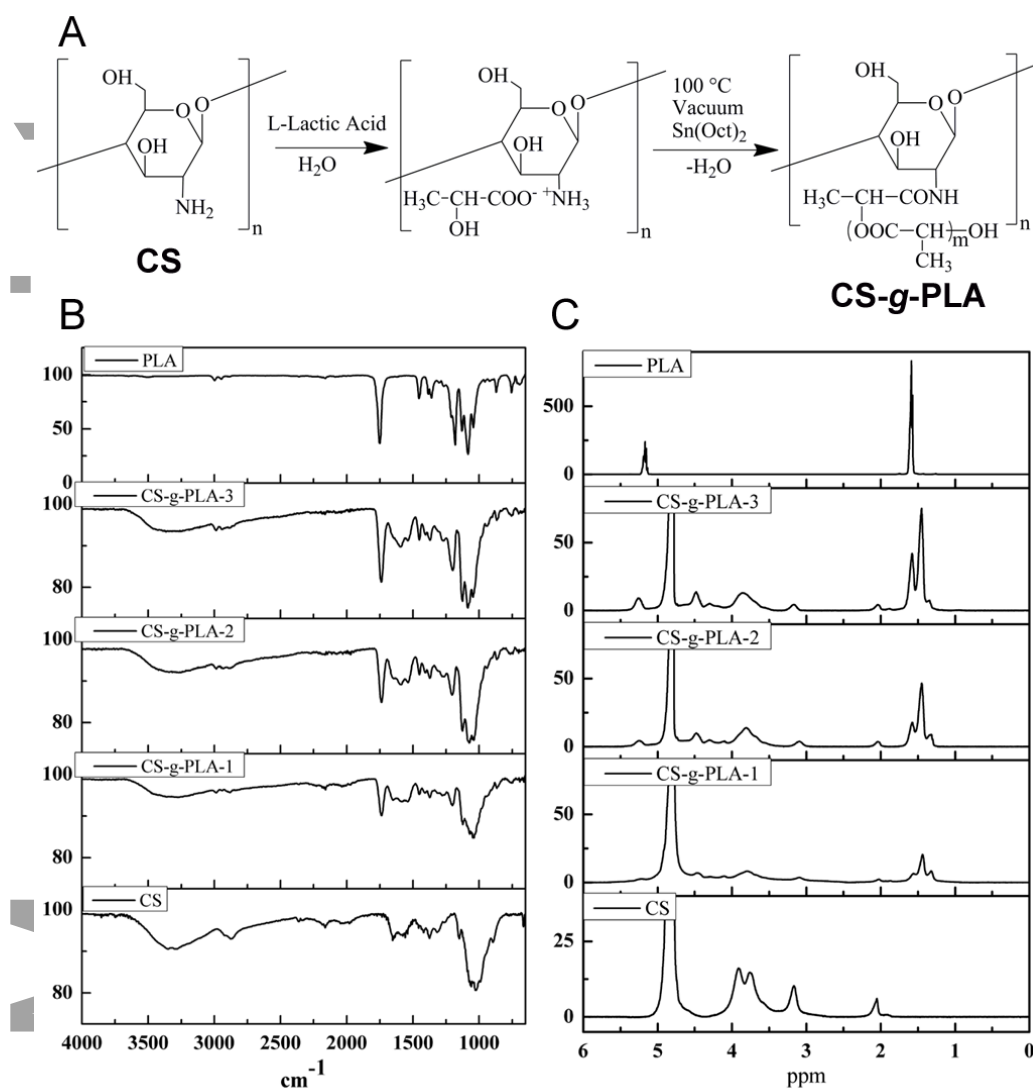 A
OH
O
O
OH
NH₂
n
CS
L-Lactic Acid
H₂O
OH
O
O
OH
H₃C–CH–COO⁻ ⁺NH₃
OH
n
100 °C
Vacuum
Sn(Oct)₂
-H₂O
OH
O
O
OH
H₃C–CH–CONH
(OOC–CH)ₘOH
CH₃
n
CS-g-PLA
B
PLA
100
50
0
CS-g-PLA-3
100
80
CS-g-PLA-2
100
80
CS-g-PLA-1
100
80
CS
100
80
4000 3500 3000 2500 2000 1500 1000
cm⁻¹
C
PLA
500
0
CS-g-PLA-3
50
0
CS-g-PLA-2
50
0
CS-g-PLA-1
50
0
CS
25
0
6 5 4 3 2 1 0
ppm